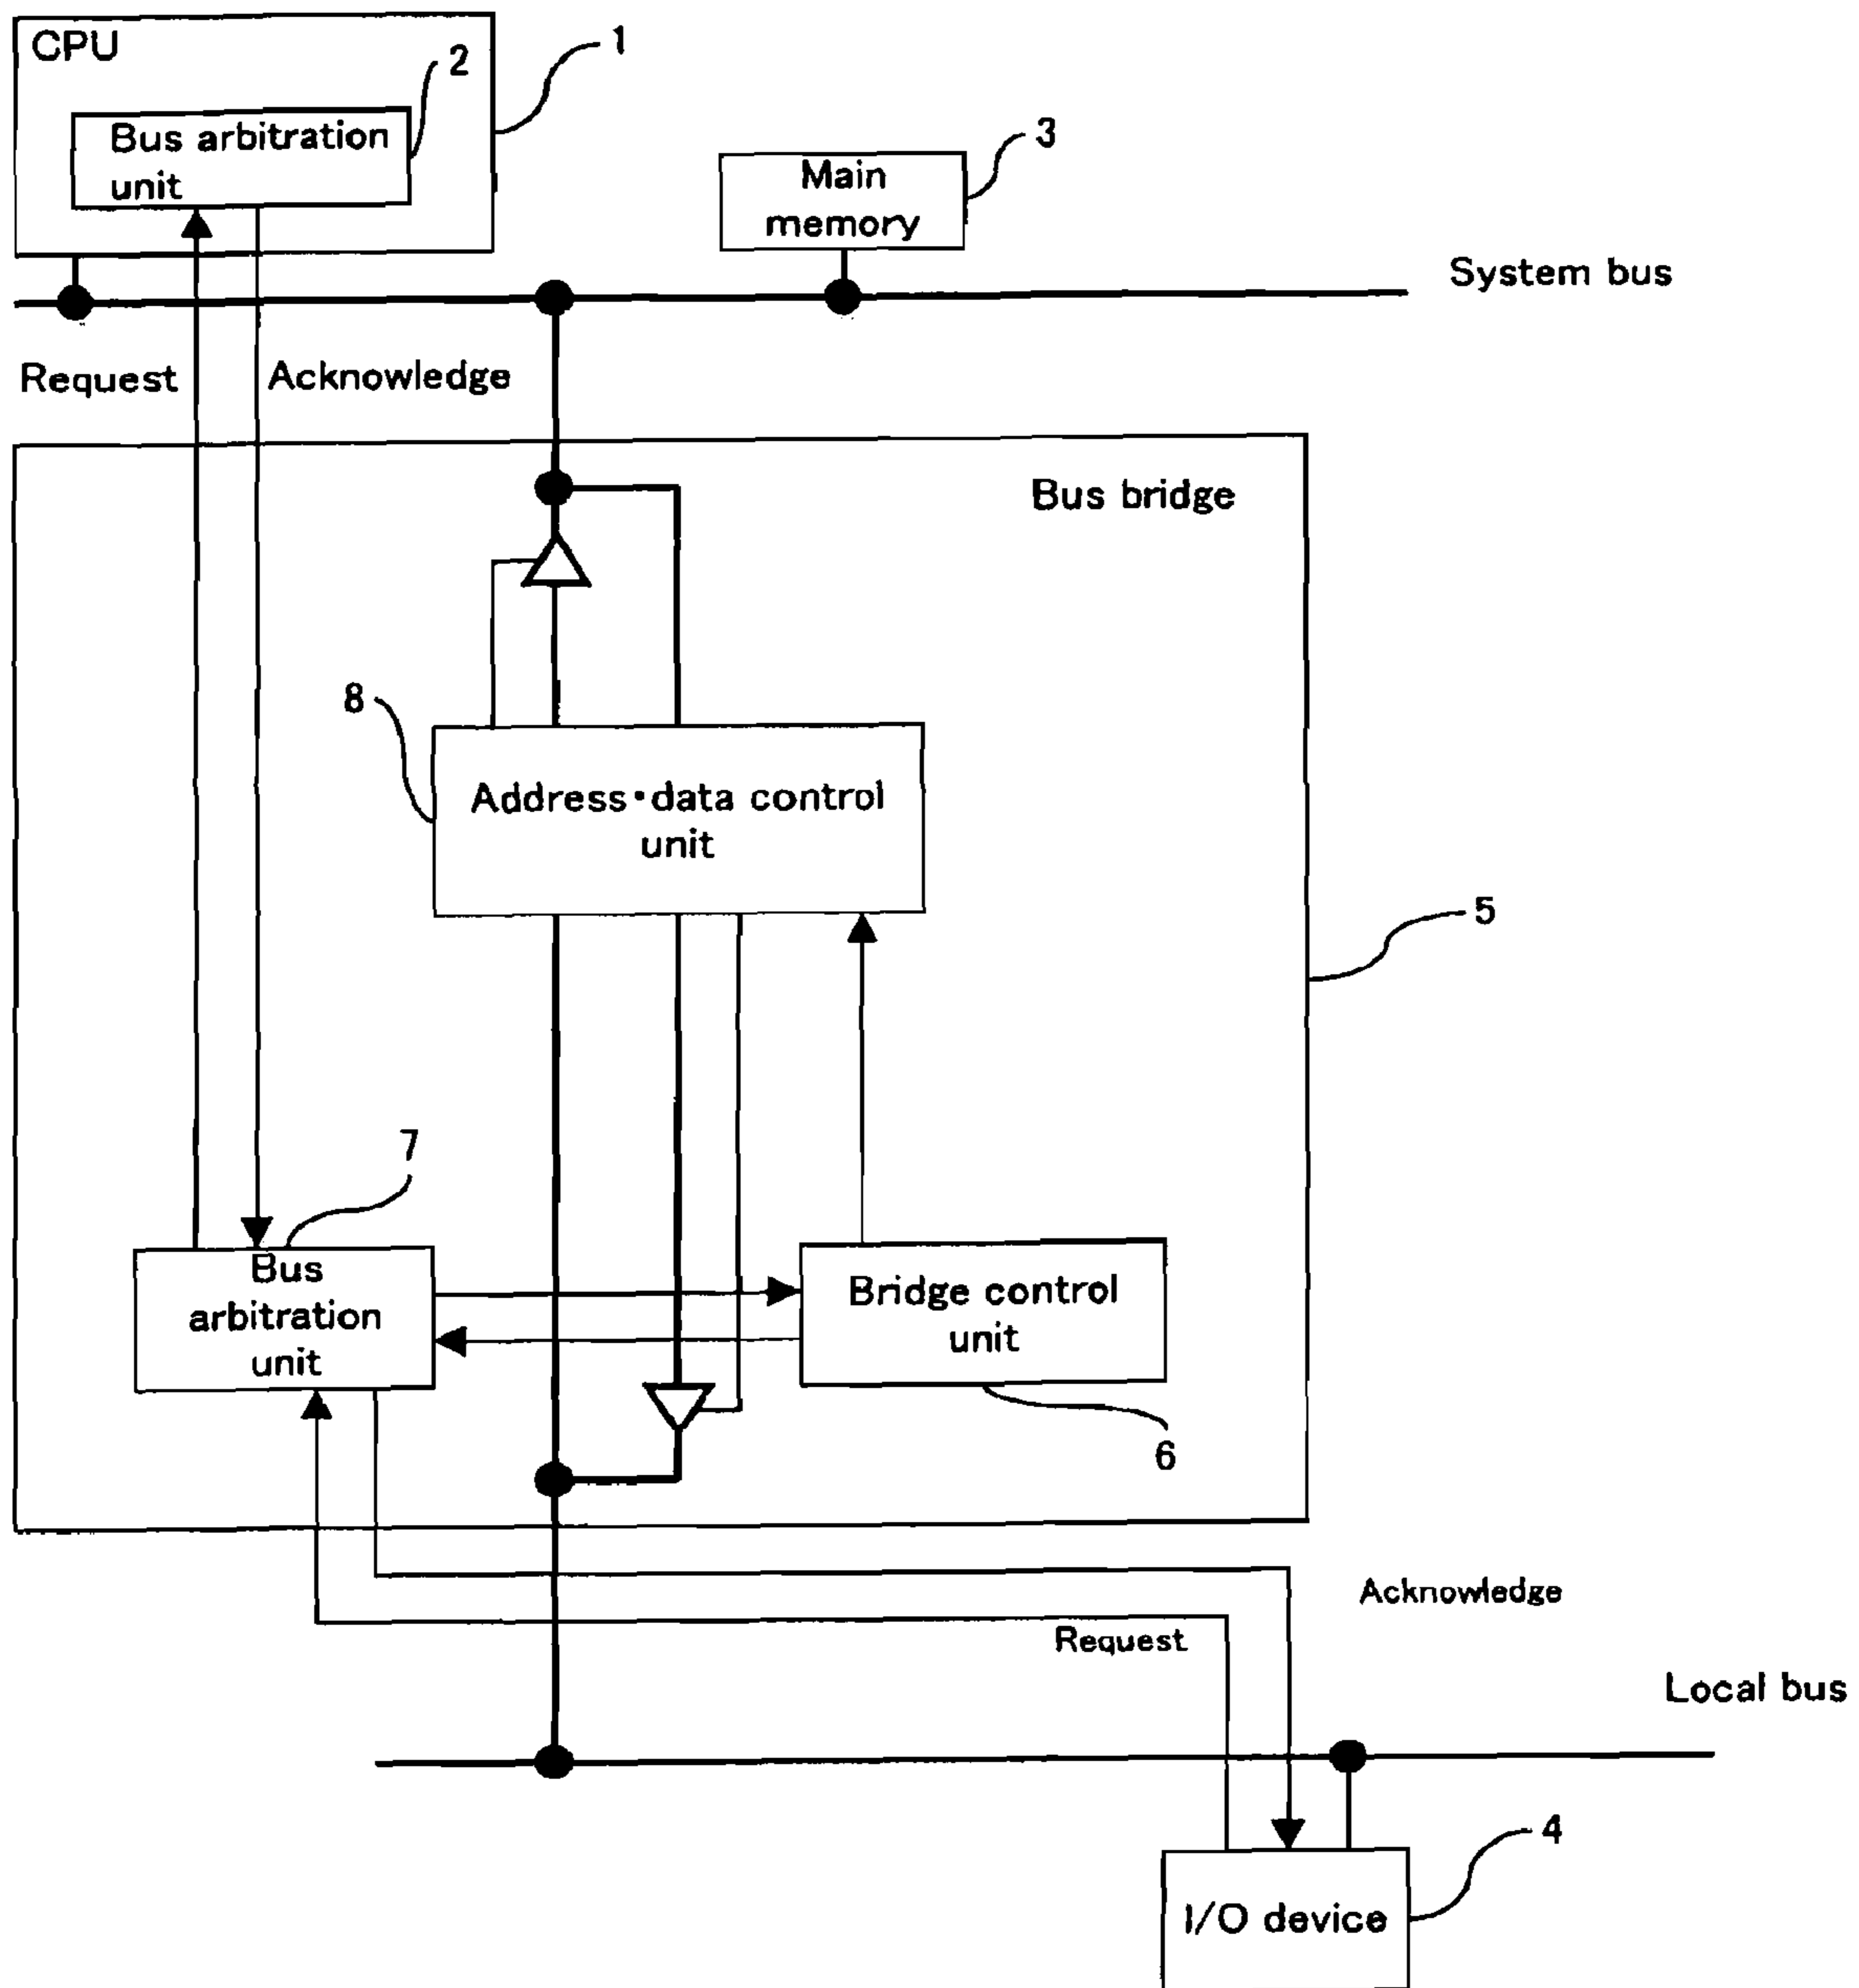 CPU
1
2
Bus arbitration
unit
3
Main
memory
System bus
Request
Acknowledge
Bus bridge
8
Address・data control
unit
5
7
Bus
arbitration
unit
Bridge control
unit
6
Acknowledge
Request
Local bus
4
I/O device